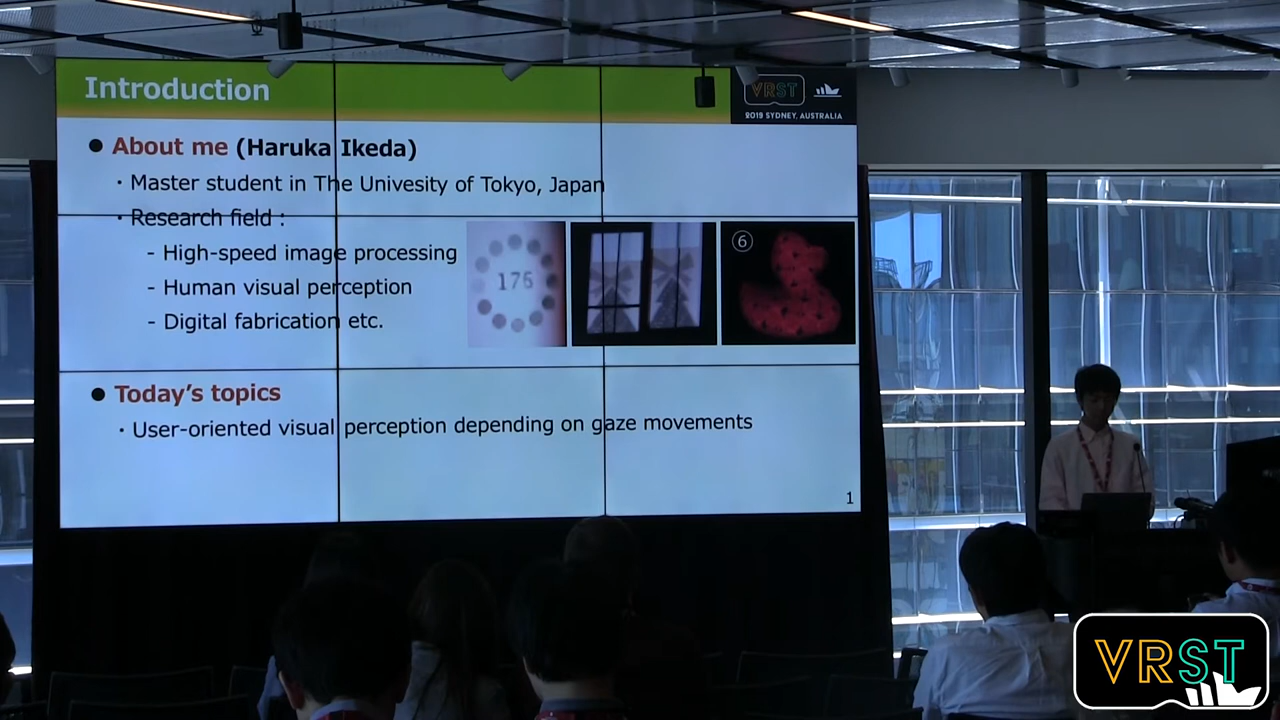 Introduction
VRST
2019 SYDNEY, AUSTRALIA
● About me (Haruka Ikeda)
・Master student in The Univesity of Tokyo, Japan
・Research field :
- High-speed image processing
- Human visual perception
- Digital fabrication etc.
176
⑥
● Today's topics
・User-oriented visual perception depending on gaze movements
1
VRST